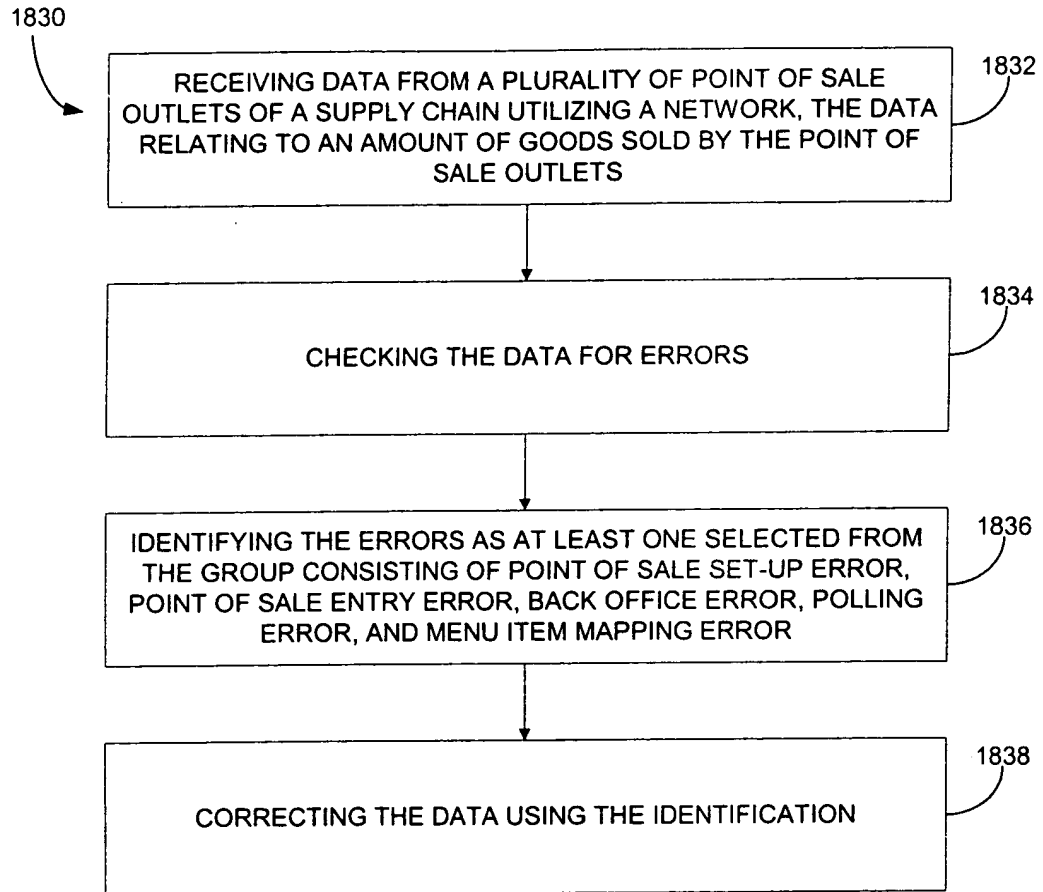 1830
RECEIVING DATA FROM A PLURALITY OF POINT OF SALE
OUTLETS OF A SUPPLY CHAIN UTILIZING A NETWORK, THE DATA
RELATING TO AN AMOUNT OF GOODS SOLD BY THE POINT OF
SALE OUTLETS
1832
CHECKING THE DATA FOR ERRORS
1834
IDENTIFYING THE ERRORS AS AT LEAST ONE SELECTED FROM
THE GROUP CONSISTING OF POINT OF SALE SET-UP ERROR,
POINT OF SALE ENTRY ERROR, BACK OFFICE ERROR, POLLING
ERROR, AND MENU ITEM MAPPING ERROR
1836
CORRECTING THE DATA USING THE IDENTIFICATION
1838